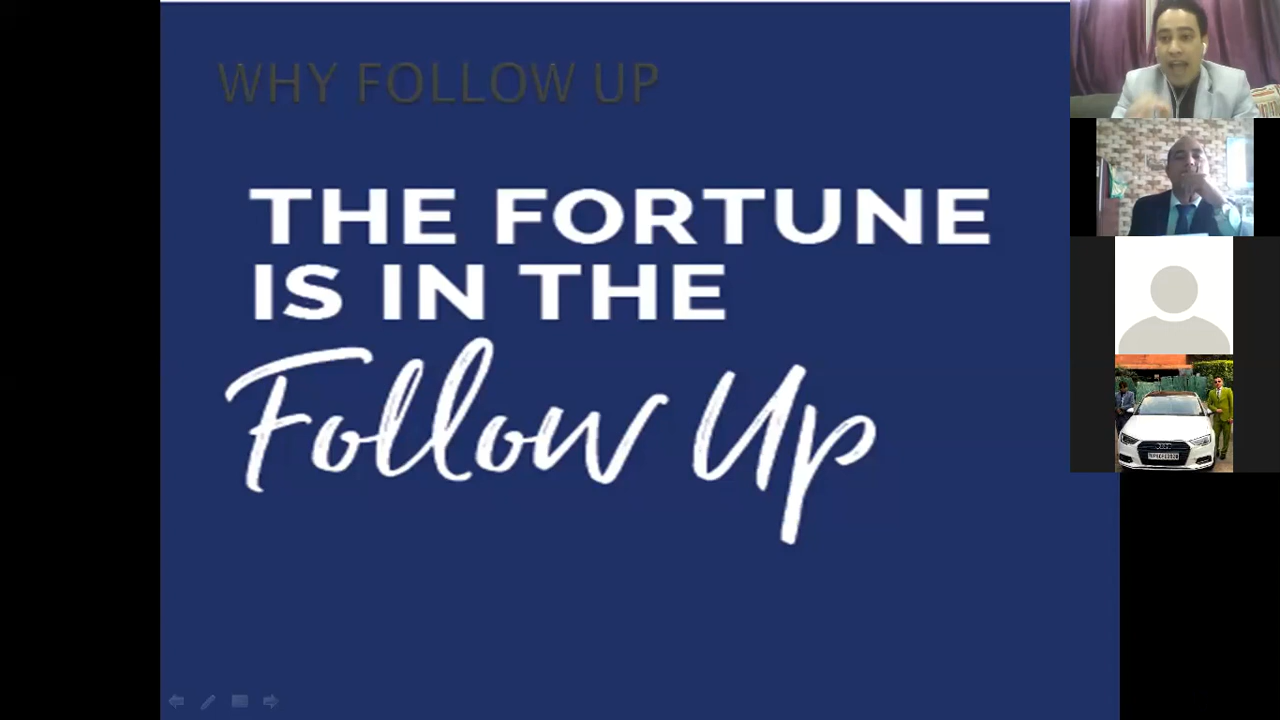 WHY FOLLOW UP
THE FORTUNE
IS IN THE
Follow Up